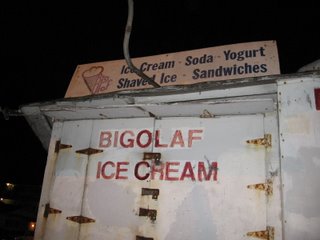 Ice Cream - Soda - Yogurt
Shaved Ice - Sandwiches
BIGOLAF
ICE CREAM